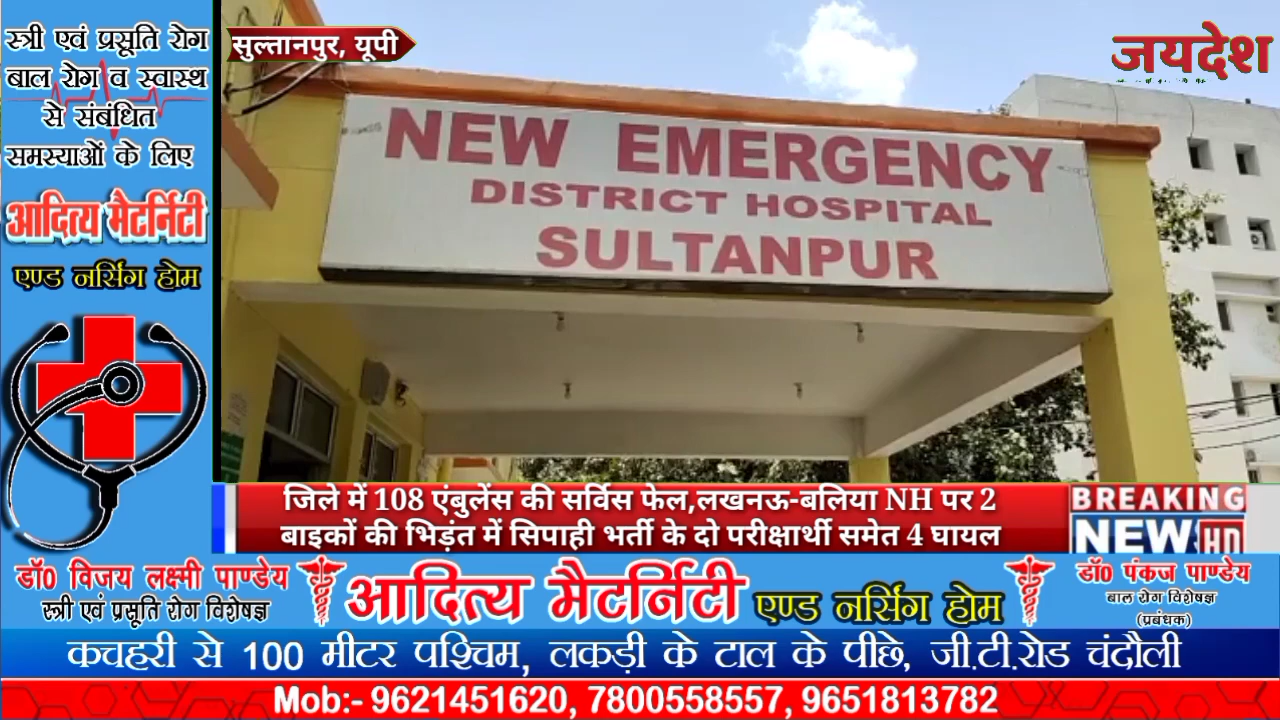 स्त्री एवं प्रसूति रोग
बाल रोग व स्वास्थ
से संबंधित
समस्याओं के लिए
आदित्य मैटर्निटी
एण्ड नर्सिंग होम
सुल्तानपुर, यूपी
जयदेश
NEW EMERGENCY
DISTRICT HOSPITAL
SULTANPUR
जिले में 108 एंबुलेंस की सर्विस फेल,लखनऊ-बलिया NH पर 2
बाइकों की भिड़ंत में सिपाही भर्ती के दो परीक्षार्थी समेत 4 घायल
BREAKING
NEWS HD
डॉ0 विजय लक्ष्मी पाण्डेय
स्त्री एवं प्रसूति रोग विशेषज्ञ
आदित्य मैटर्निटी एण्ड नर्सिंग होम
डॉ0 पंकज पाण्डेय
बाल रोग विशेषज्ञ
(प्रबंधक)
कचहरी से 100 मीटर पश्चिम, लकड़ी के टाल के पीछे, जी.टी.रोड चंदौली
Mob:- 9621451620, 7800558557, 9651813782